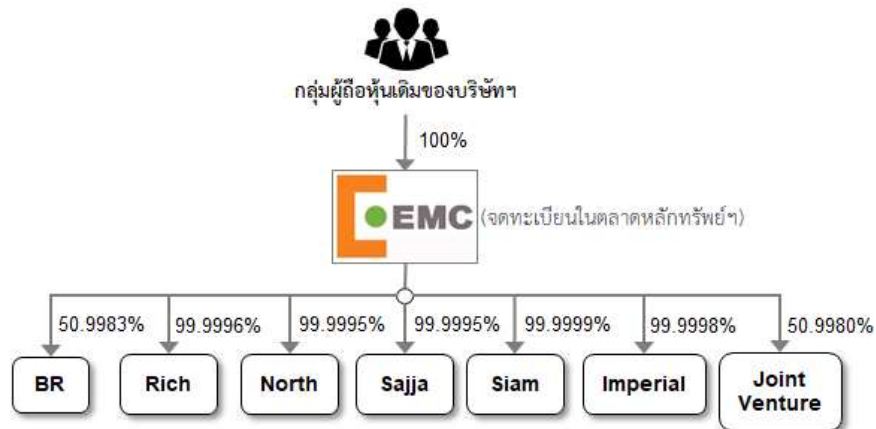 กลุ่มผู้ถือหุ้นเดิมของบริษัทฯ
100%
EMC (จดทะเบียนในตลาดหลักทรัพย์ฯ)
50.9983% 99.9996% 99.9995% 99.9995% 99.9999% 99.9998% 50.9980%
BR Rich North Sajja Siam Imperial Joint
Venture